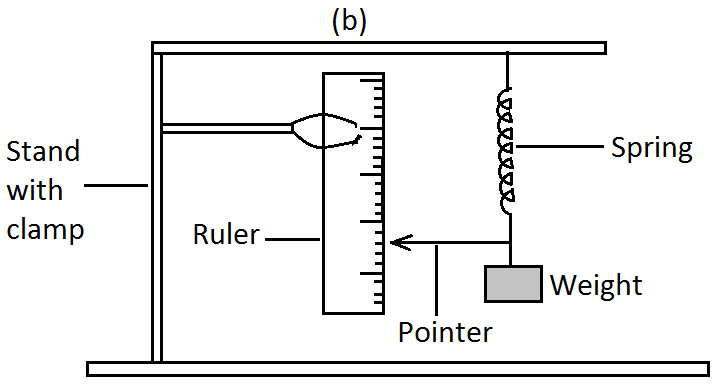 (b)
Stand
with
clamp
Spring
Ruler
Weight
Pointer